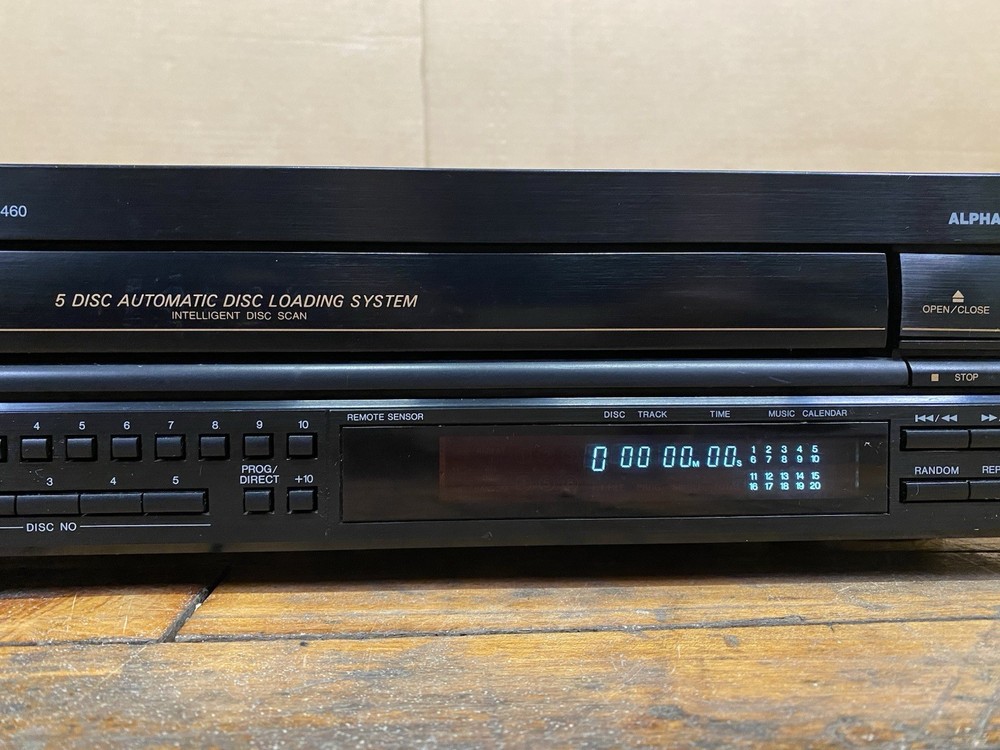 460
ALPHA
5 DISC AUTOMATIC DISC LOADING SYSTEM
INTELLIGENT DISC SCAN
OPEN/CLOSE
STOP
REMOTE SENSOR
DISC TRACK TIME MUSIC CALENDAR
4 5 6 7 8 9 10
0 00 00M 00S
1 2 3 4 5
6 7 8 9 10
11 12 13 14 15
16 17 18 19 20
PROG/
DIRECT +10
3 4 5
DISC NO
RANDOM REP